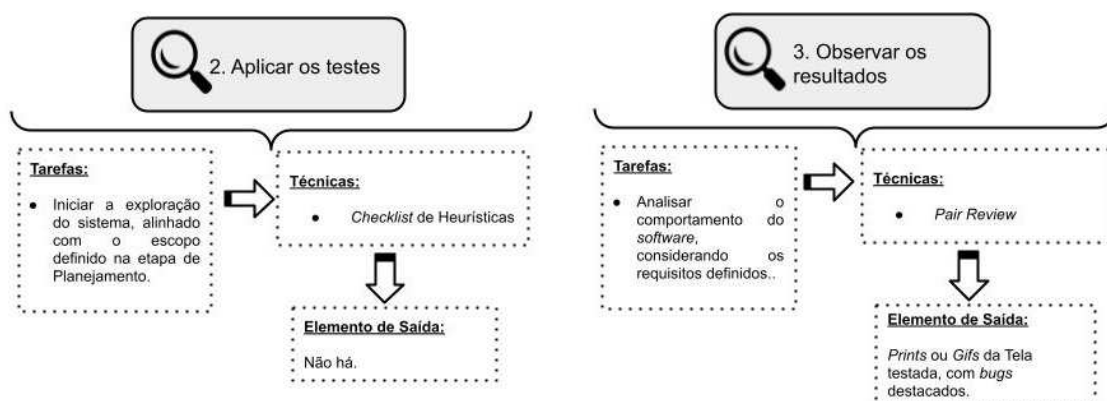 2. Aplicar os testes
Tarefas:
● Iniciar a exploração
do sistema, alinhado
com o escopo
definido na etapa de
Planejamento.
Técnicas:
● Checklist de Heurísticas
Elemento de Saída:
Não há.
3. Observar os
resultados
Tarefas:
● Analisar o
comportamento do
software,
considerando os
requisitos definidos..
Técnicas:
● Pair Review
Elemento de Saída:
Prints ou Gifs da Tela
testada, com bugs
destacados.